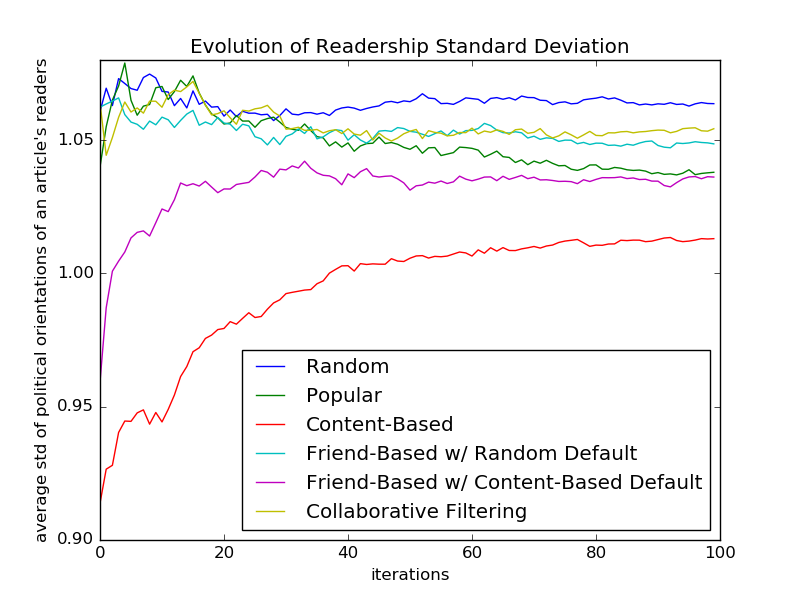 Evolution of Readership Standard Deviation
average std of political orientations of an article's readers
1.05
1.00
0.95
0.90
0
20
40
60
80
100
iterations
Random
Popular
Content-Based
Friend-Based w/ Random Default
Friend-Based w/ Content-Based Default
Collaborative Filtering